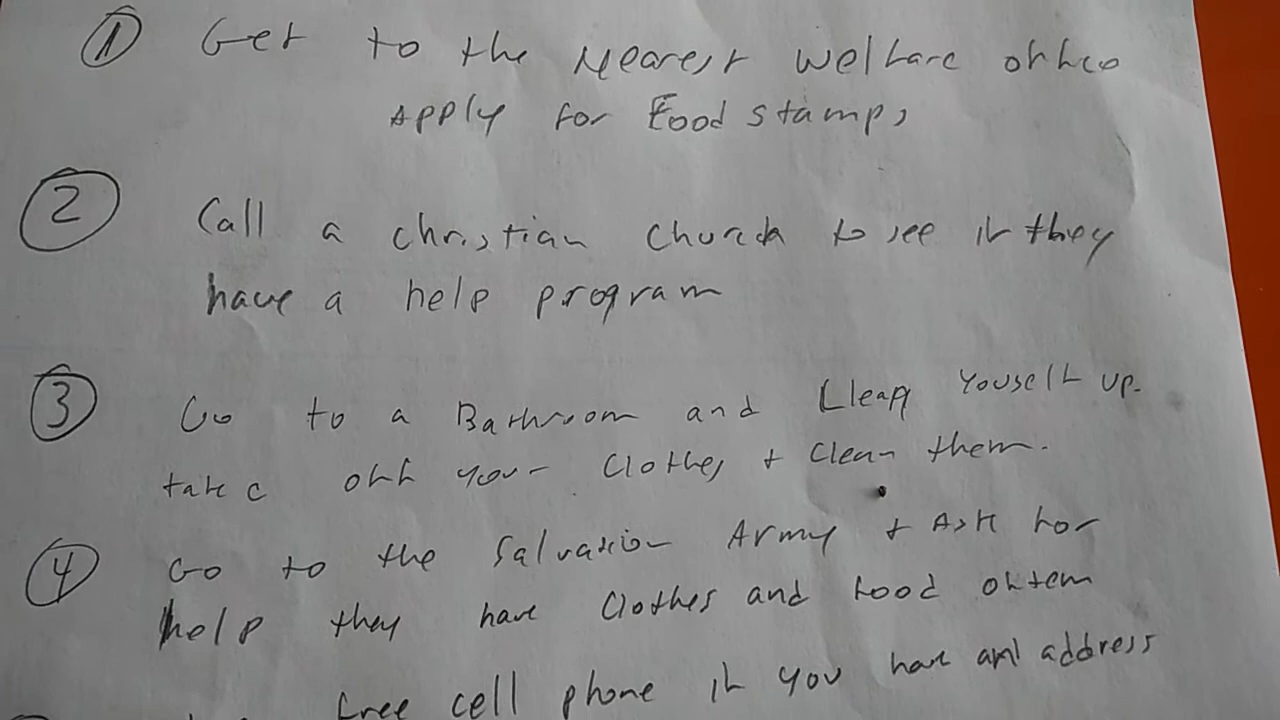 ① Get to the Nearest Welfare office
Apply for Food stamps
② Call a christian church to see if they
have a help program
③ Go to a Bathroom and Clean Youself up.
take off your Clothes + Clean them.
④ Go to the Salvation Army + Ask for
help they have Clothes and food oftem
free cell phone if you have an address